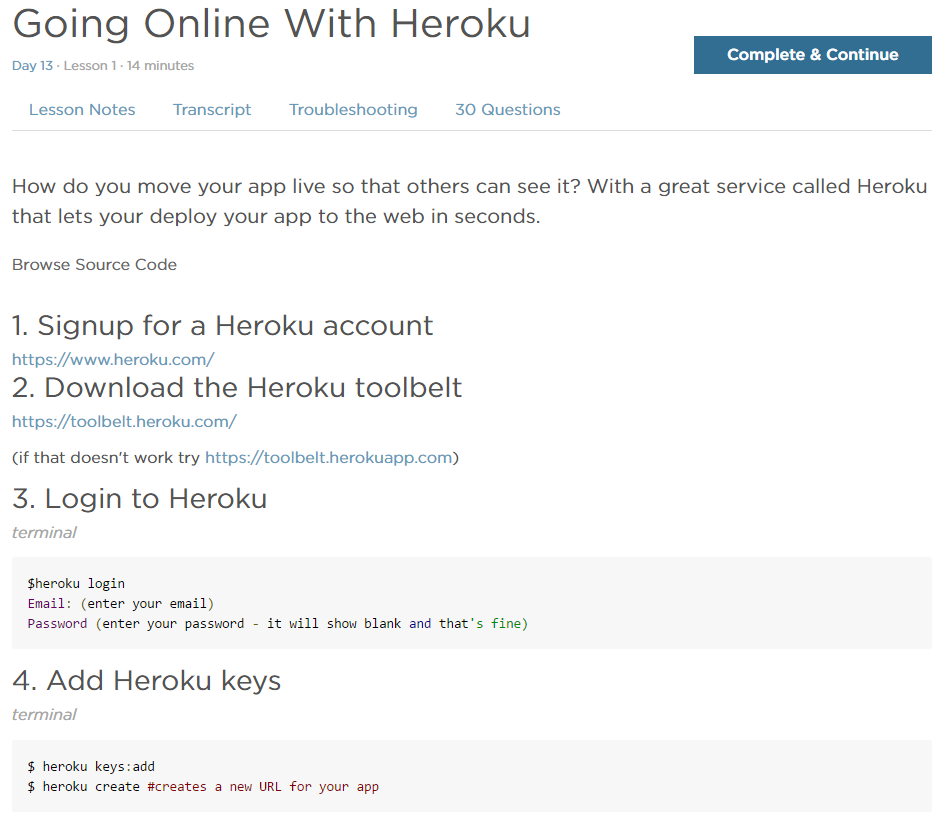 Going Online With Heroku
Complete & Continue
Day 13 · Lesson 1 · 14 minutes
Lesson Notes Transcript Troubleshooting 30 Questions
How do you move your app live so that others can see it? With a great service called Heroku
that lets your deploy your app to the web in seconds.
Browse Source Code
1. Signup for a Heroku account
https://www.heroku.com/
2. Download the Heroku toolbelt
https://toolbelt.heroku.com/
(if that doesn't work try https://toolbelt.herokuapp.com)
3. Login to Heroku
terminal
$heroku login
Email: (enter your email)
Password (enter your password - it will show blank and that's fine)
4. Add Heroku keys
terminal
$ heroku keys:add
$ heroku create #creates a new URL for your app